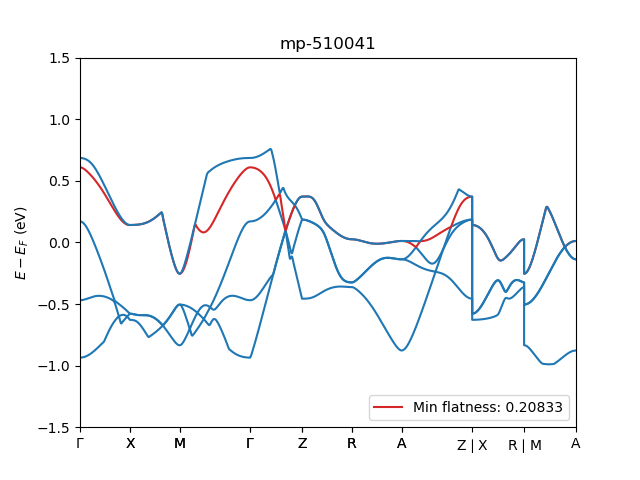 mp-510041
E − E_F (eV)
1.5
1.0
0.5
0.0
−0.5
−1.0
−1.5
Min flatness: 0.20833
Γ X M Γ Z R A Z | X R | M A